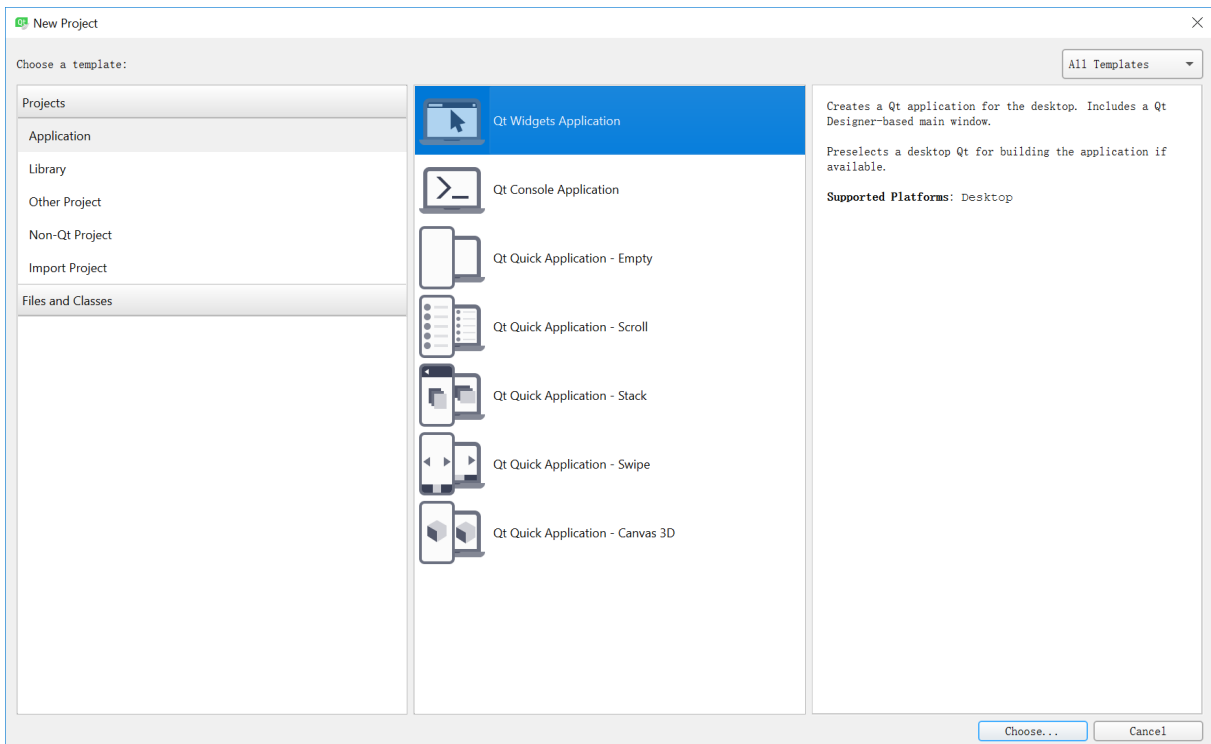 New Project
Choose a template:
All Templates
Projects
Application
Library
Other Project
Non-Qt Project
Import Project
Files and Classes
Qt Widgets Application
Qt Console Application
Qt Quick Application - Empty
Qt Quick Application - Scroll
Qt Quick Application - Stack
Qt Quick Application - Swipe
Qt Quick Application - Canvas 3D
Creates a Qt application for the desktop. Includes a Qt
Designer-based main window.
Preselects a desktop Qt for building the application if
available.
Supported Platforms: Desktop
Choose...
Cancel